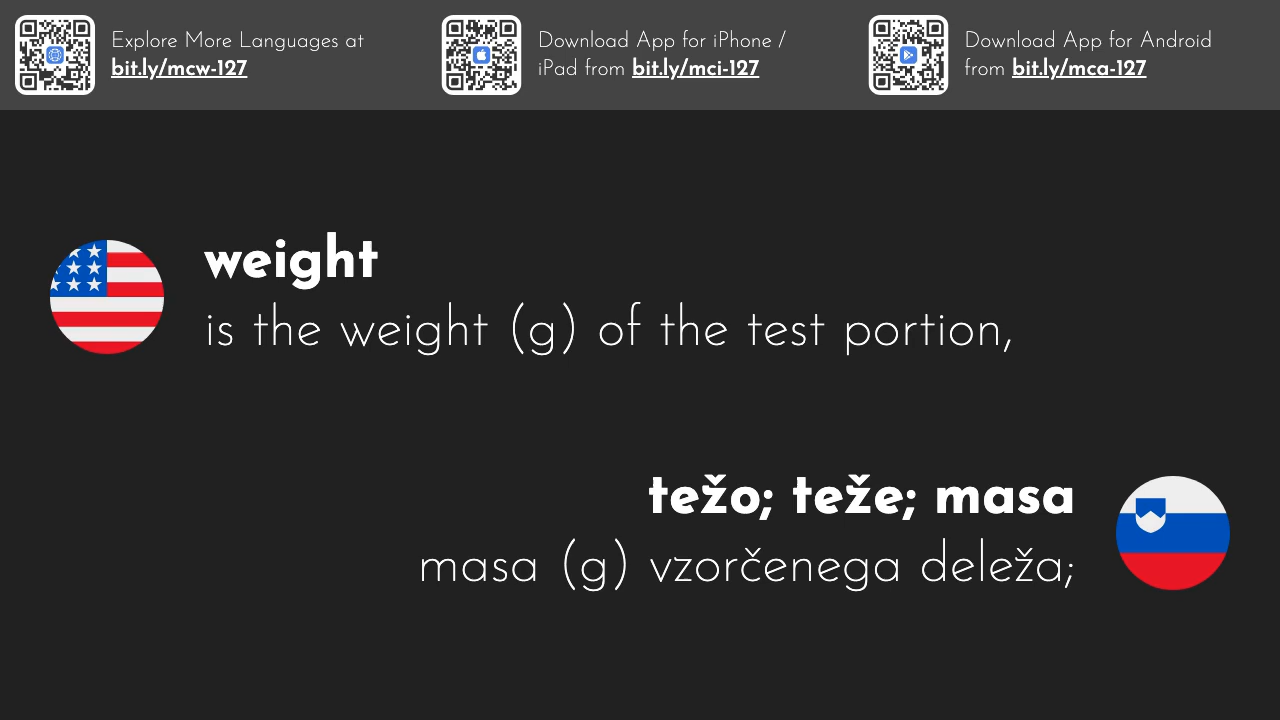 Explore More Languages at
bit.ly/mcw-127
Download App for iPhone /
iPad from bit.ly/mci-127
Download App for Android
from bit.ly/mca-127
weight
is the weight (g) of the test portion,
težo; teže; masa
masa (g) vzorčenega deleža;